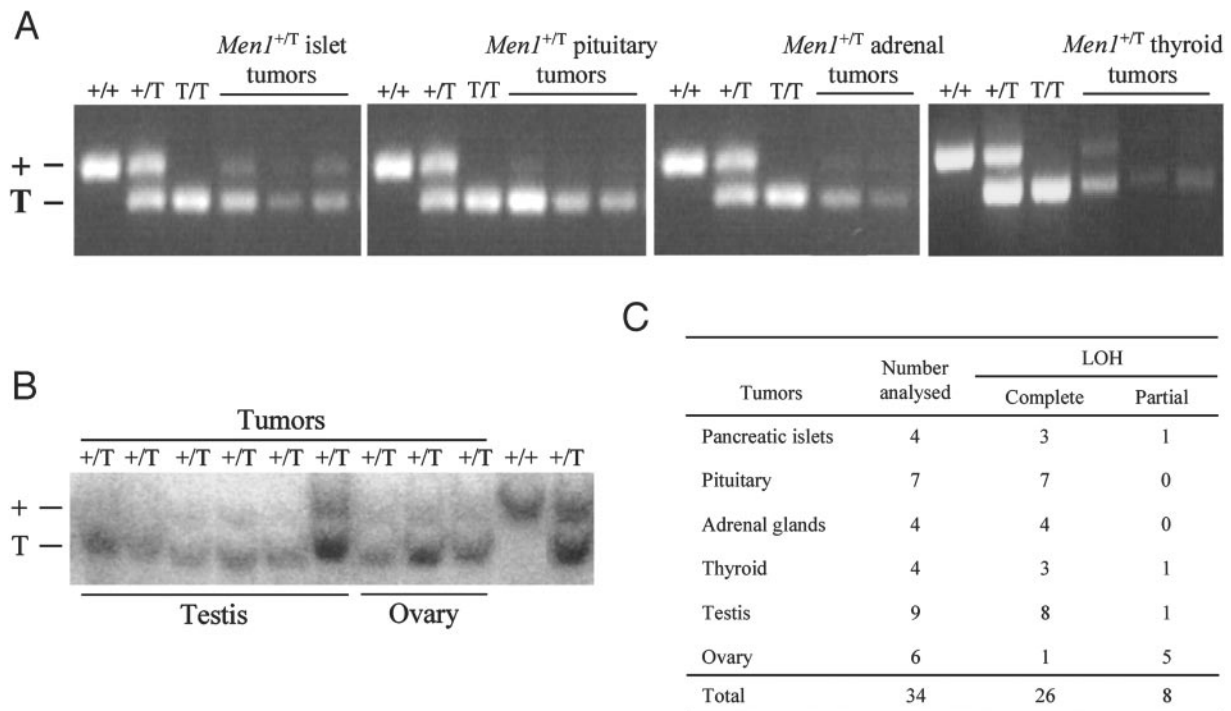 A
Men1+/T islet tumors
Men1+/T pituitary tumors
Men1+/T adrenal tumors
Men1+/T thyroid tumors
+/+ +/T T/T
+/+ +/T T/T
+/+ +/T T/T
+/+ +/T T/T
+ –
T –
B
Tumors
+/T +/T +/T +/T +/T +/T +/T +/T +/T +/+ +/T
+ –
T –
Testis Ovary
C
Tumors Number analysed LOH
Complete Partial
Pancreatic islets 4 3 1
Pituitary 7 7 0
Adrenal glands 4 4 0
Thyroid 4 3 1
Testis 9 8 1
Ovary 6 1 5
Total 34 26 8